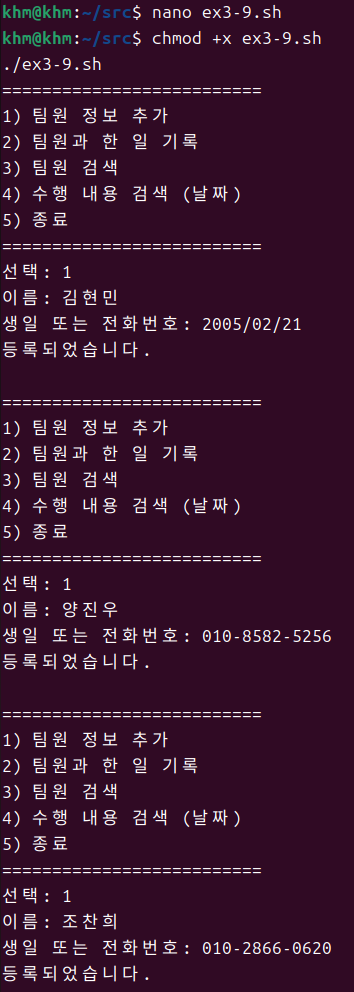 khm@khm:~/src$ nano ex3-9.sh
khm@khm:~/src$ chmod +x ex3-9.sh
./ex3-9.sh
==========================
1) 팀원 정보 추가
2) 팀원과 한 일 기록
3) 팀원 검색
4) 수행 내용 검색 (날짜)
5) 종료
==========================
선택: 1
이름: 김현민
생일 또는 전화번호: 2005/02/21
등록되었습니다.

==========================
1) 팀원 정보 추가
2) 팀원과 한 일 기록
3) 팀원 검색
4) 수행 내용 검색 (날짜)
5) 종료
==========================
선택: 1
이름: 양진우
생일 또는 전화번호: 010-8582-5256
등록되었습니다.

==========================
1) 팀원 정보 추가
2) 팀원과 한 일 기록
3) 팀원 검색
4) 수행 내용 검색 (날짜)
5) 종료
==========================
선택: 1
이름: 조찬희
생일 또는 전화번호: 010-2866-0620
등록되었습니다.